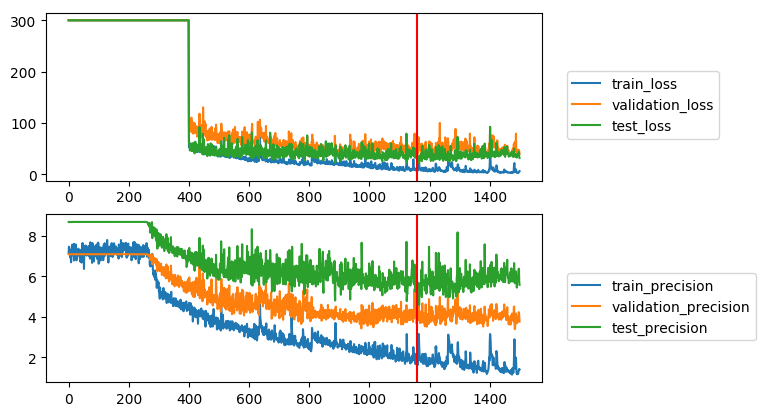 300
200
100
0
0 200 400 600 800 1000 1200 1400
train_loss
validation_loss
test_loss
8
6
4
2
0 200 400 600 800 1000 1200 1400
train_precision
validation_precision
test_precision